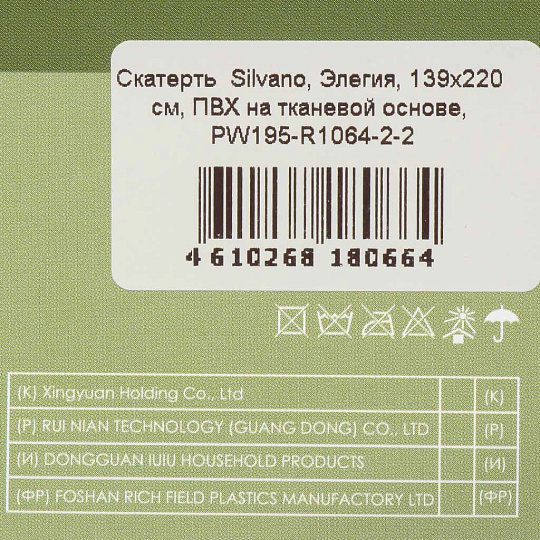 Скатерть Silvano, Элегия, 139х220
см, ПВХ на тканевой основе,
PW195-R1064-2-2
4 610268 180664
(К) Xingyuan Holding Co., Ltd (К)
(Р) RUI NIAN TECHNOLOGY (GUANG DONG) CO., LTD (Р)
(И) DONGGUAN IUIU HOUSEHOLD PRODUCTS (И)
(ФР) FOSHAN RICH FIELD PLASTICS MANUFACTORY LTD (ФР)